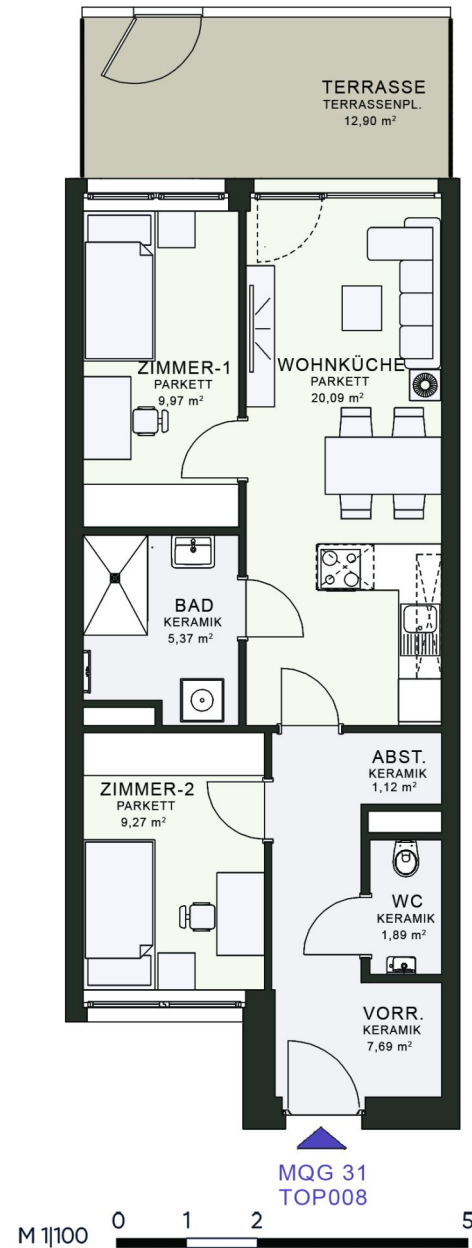 TERRASSE
TERRASSENPL.
12,90 m²
ZIMMER-1
PARKETT
9,97 m²
WOHNKÜCHE
PARKETT
20,09 m²
BAD
KERAMIK
5,37 m²
ABST.
KERAMIK
1,12 m²
ZIMMER-2
PARKETT
9,27 m²
WC
KERAMIK
1,89 m²
VORR.
KERAMIK
7,69 m²
MQG 31
TOP008
M 1|100 0 1 2 5